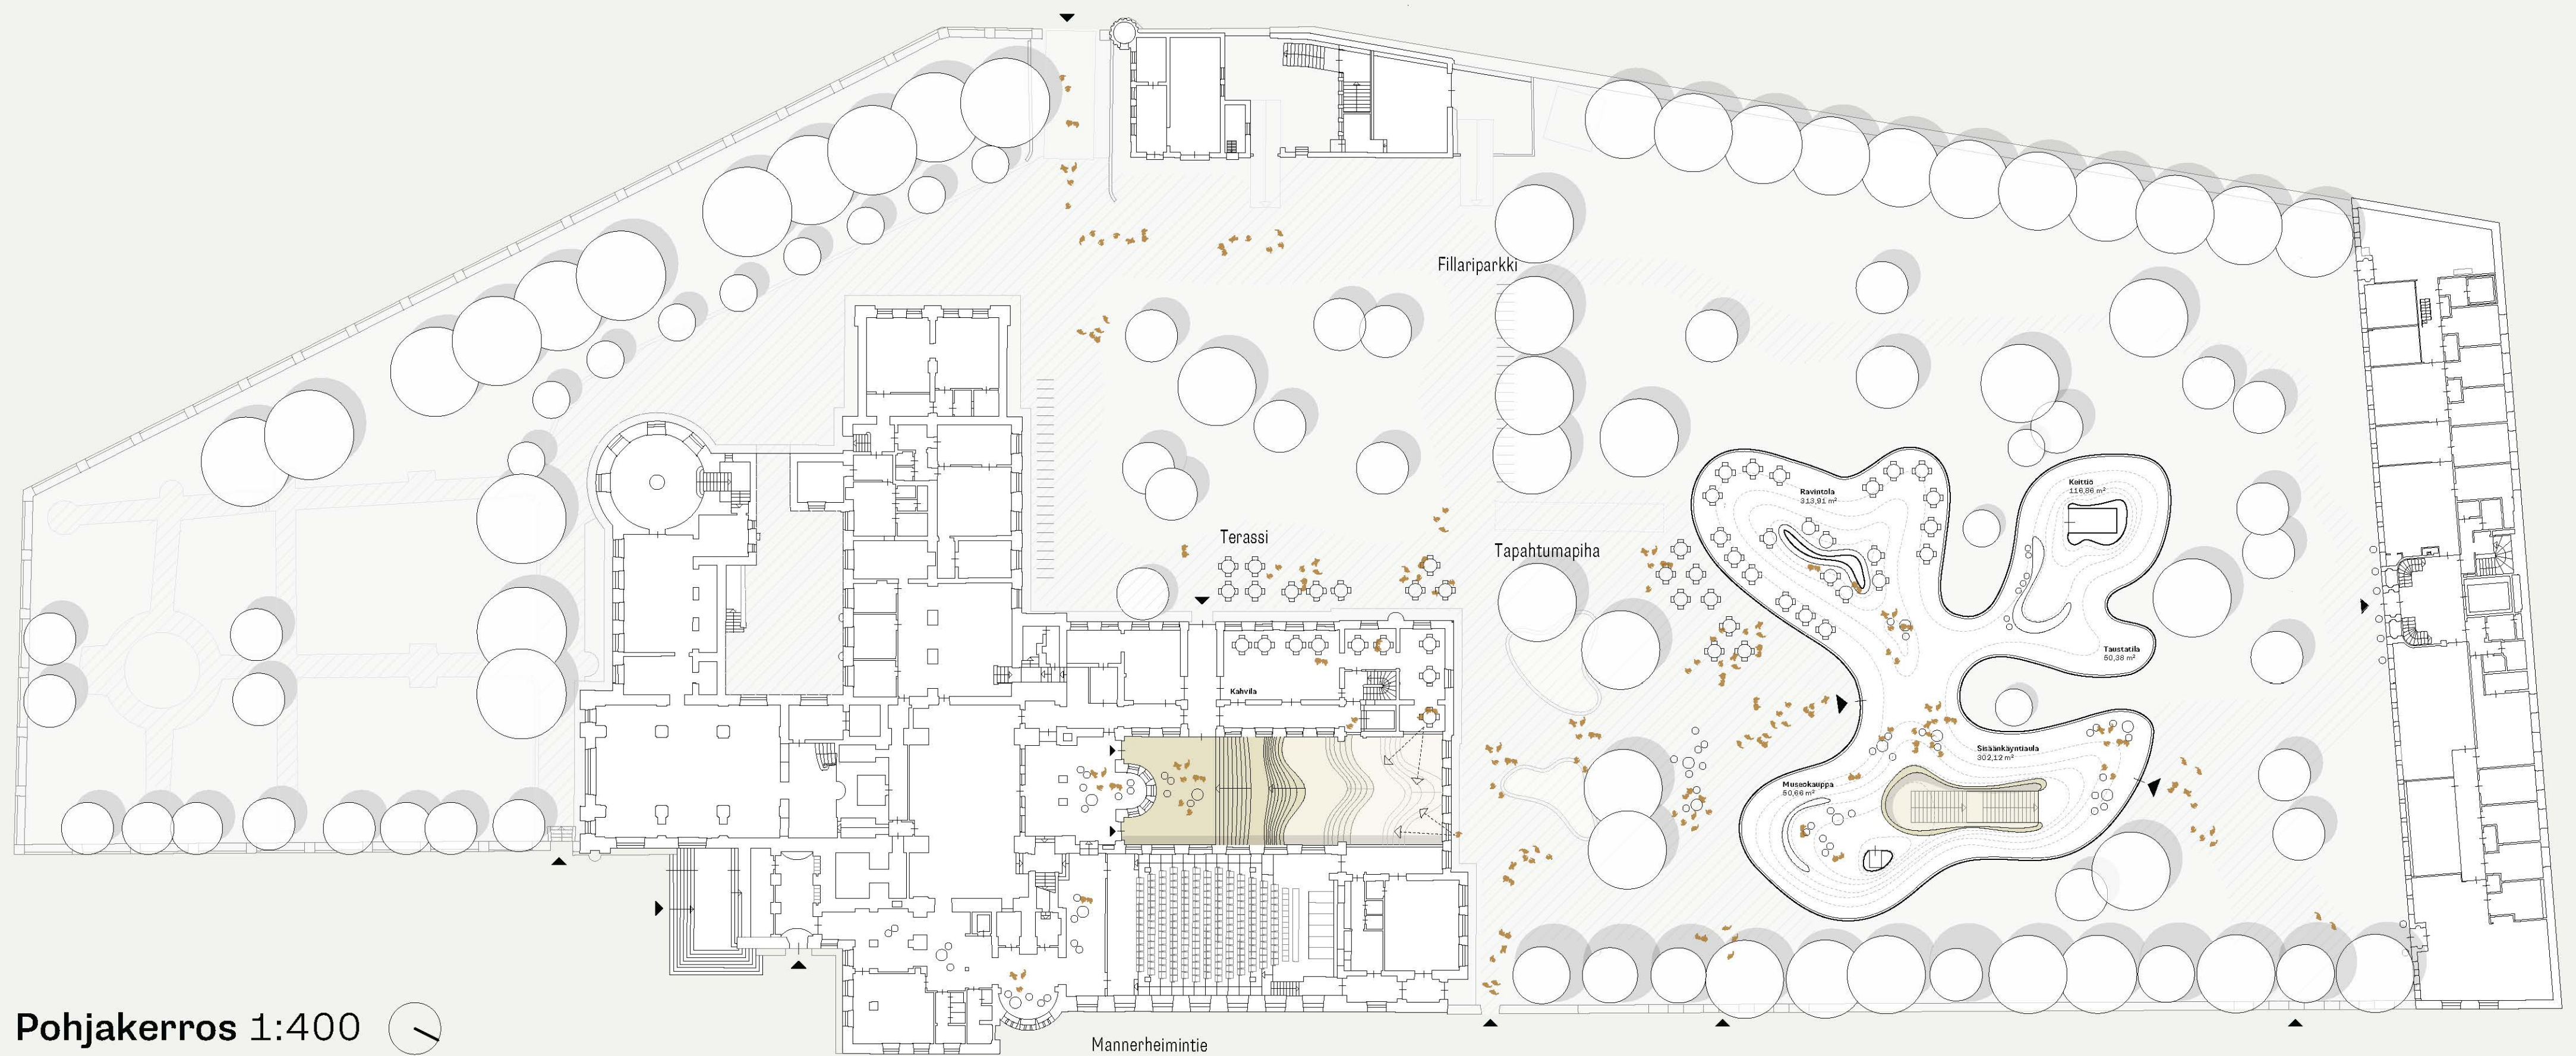 Fillariparkki
Ravintola
313,91 m²
Keittiö
116,86 m²
Terassi
Tapahtumapiha
Taustatila
50,38 m²
Kahvila
Sisäänkäyntiaula
302,12 m²
Museokauppa
50,66 m²
Pohjakerros 1:400
Mannerheimintie